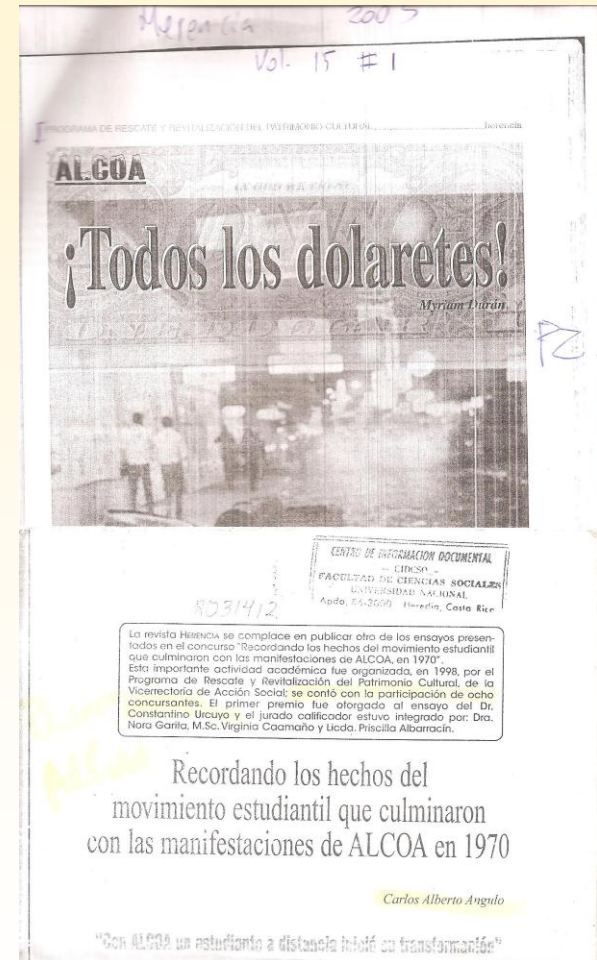 Herencia 2005
Vol. 15 #1
PROGRAMA DE RESCATE Y REVITALIZACIÓN DEL PATRIMONIO CULTURAL herencia
ALCOA
¡Todos los dolaretes!
Myriam Durán
PZ
CENTRO DE INFORMACION DOCUMENTAL
- CIDCSO -
FACULTAD DE CIENCIAS SOCIALES
UNIVERSIDAD NACIONAL
Apdo. 86-3000 Heredia, Costa Rica
8031412
La revista HERENCIA se complace en publicar otro de los ensayos presen-
tados en el concurso "Recordando los hechos del movimiento estudiantil
que culminaron con las manifestaciones de ALCOA, en 1970".
Esta importante actividad académica fue organizada, en 1998, por el
Programa de Rescate y Revitalización del Patrimonio Cultural, de la
Vicerrectoría de Acción Social; se contó con la participación de ocho
concursantes. El primer premio fue otorgado al ensayo del Dr.
Constantino Urcuyo y el jurado calificador estuvo integrado por: Dra.
Nora Garita, M.Sc. Virginia Caamaño y Licda. Priscilla Albarracín.
Recordando los hechos del
movimiento estudiantil que culminaron
con las manifestaciones de ALCOA en 1970
Carlos Alberto Angulo
"Con ALCOA un estudiante a distancia inició su transformación"